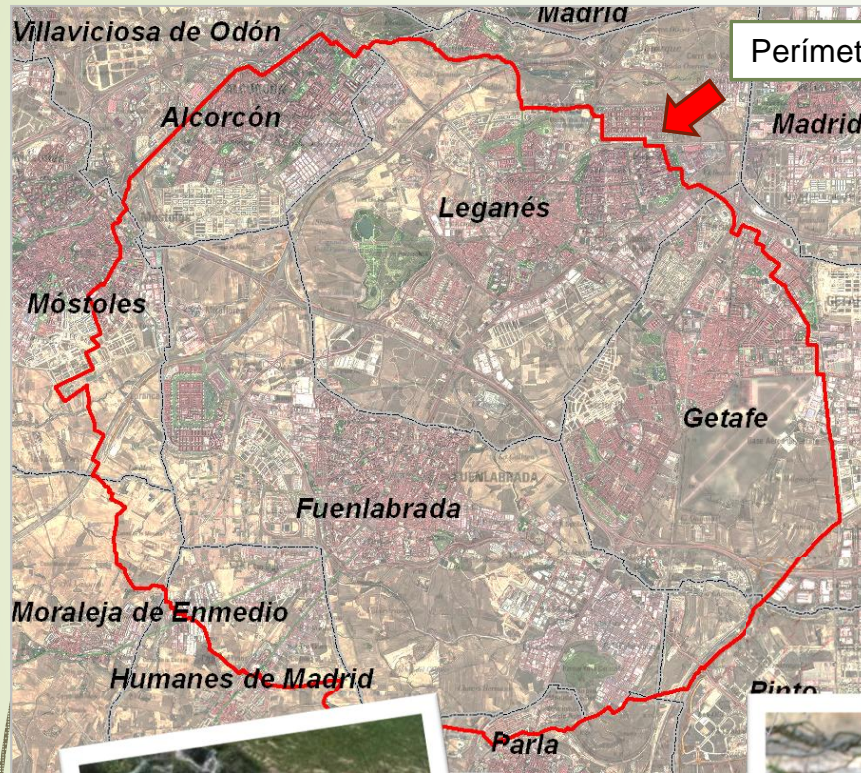 Madrid
Villaviciosa de Odón
Perímet
Alcorcón
Madrid
Leganés
Móstoles
Getafe
FUENLABRADA
Fuenlabrada
Moraleja de Enmedio
Humanes de Madrid
Pinto
Parla